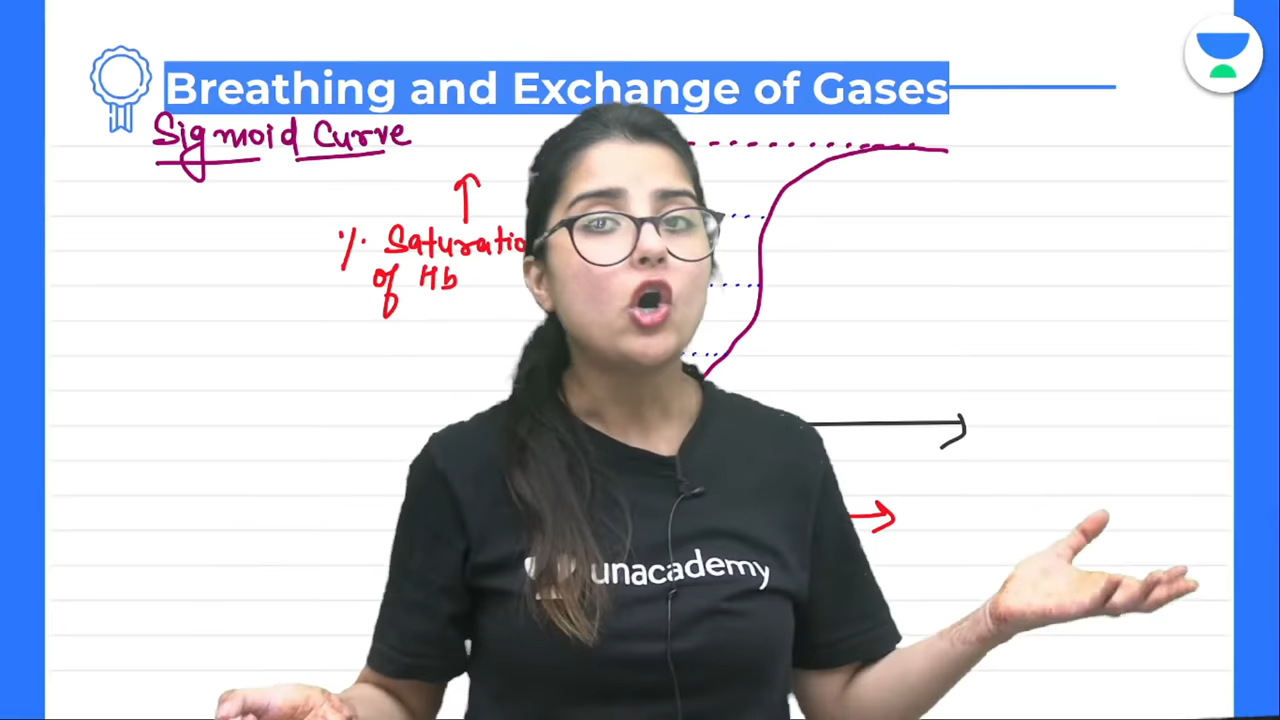 Breathing and Exchange of Gases
Sigmoid Curve
% Saturatio
of Hb
unacademy